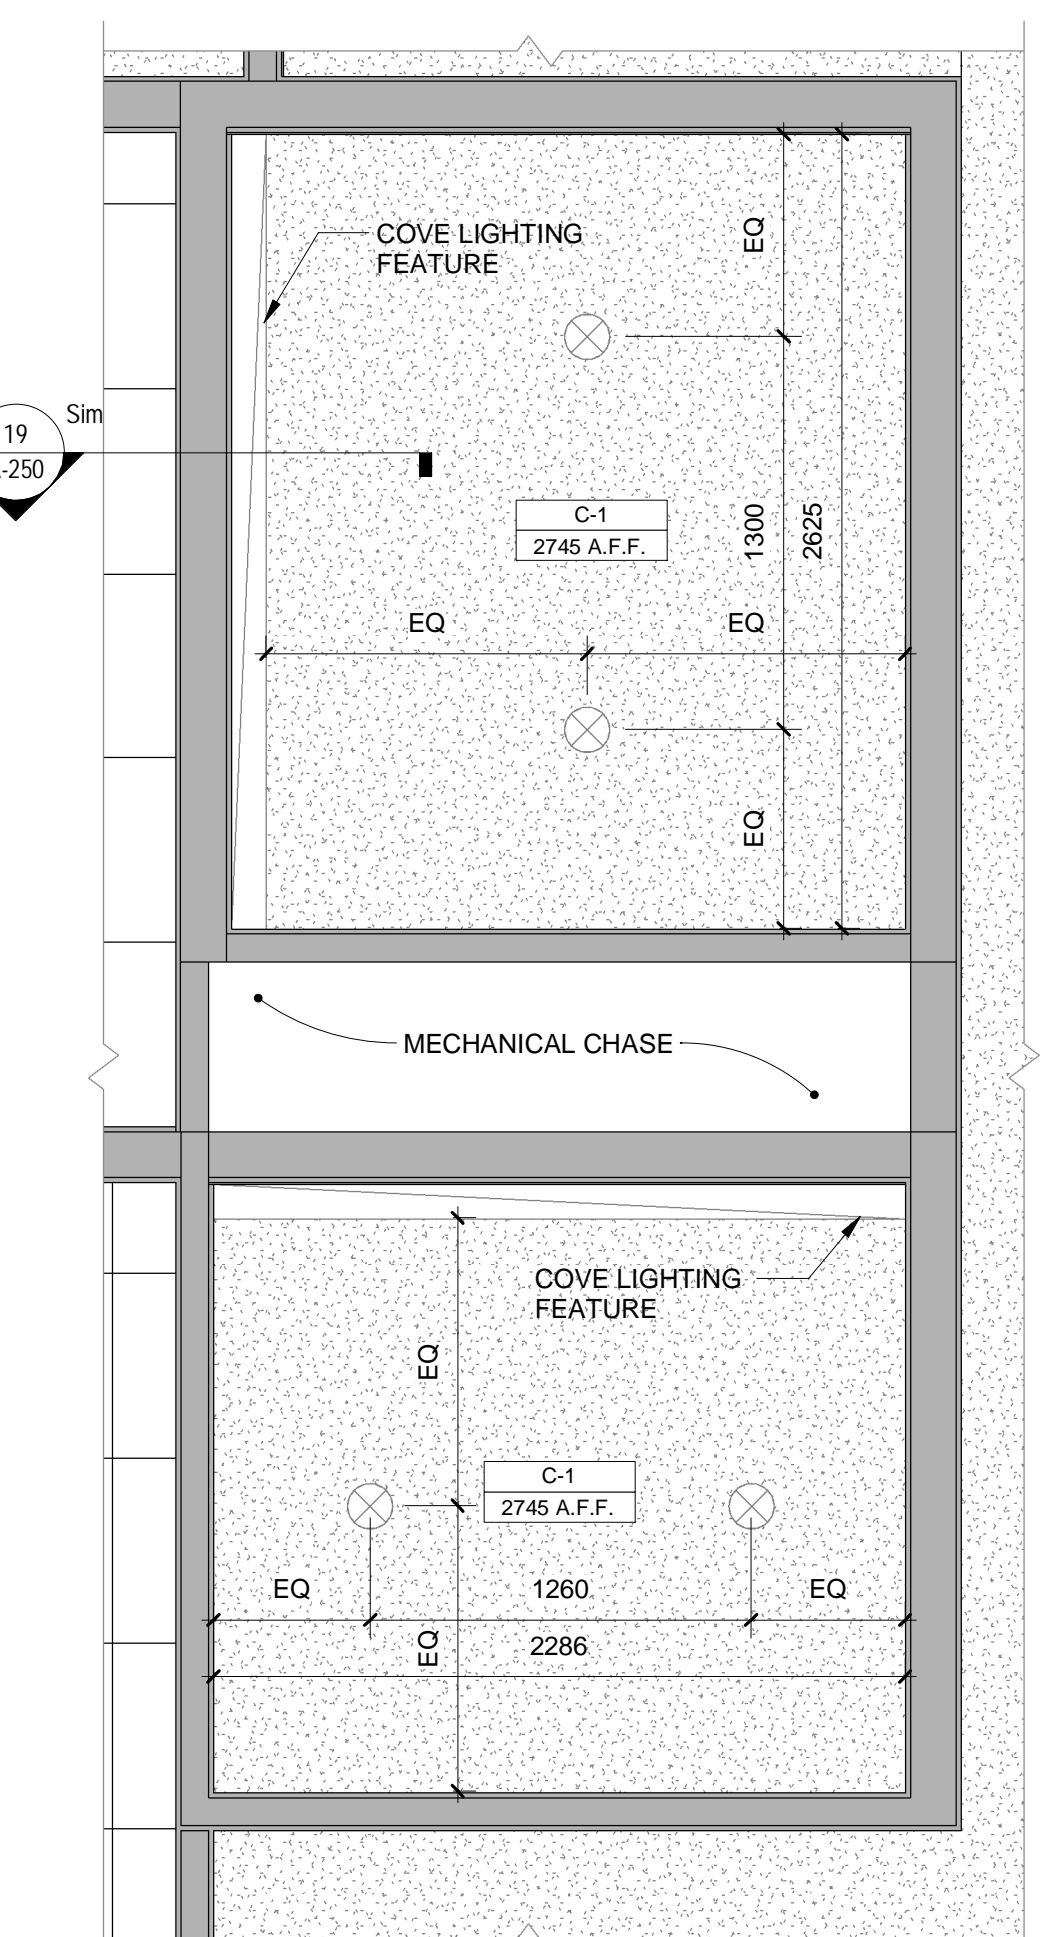 EQ
COVE LIGHTING
FEATURE
Sim
19
-250
C-1
2745 A.F.F.
1300
2625
EQ
EQ
EQ
MECHANICAL CHASE
COVE LIGHTING
FEATURE
EQ
C-1
2745 A.F.F.
EQ
1260
EQ
EQ
2286